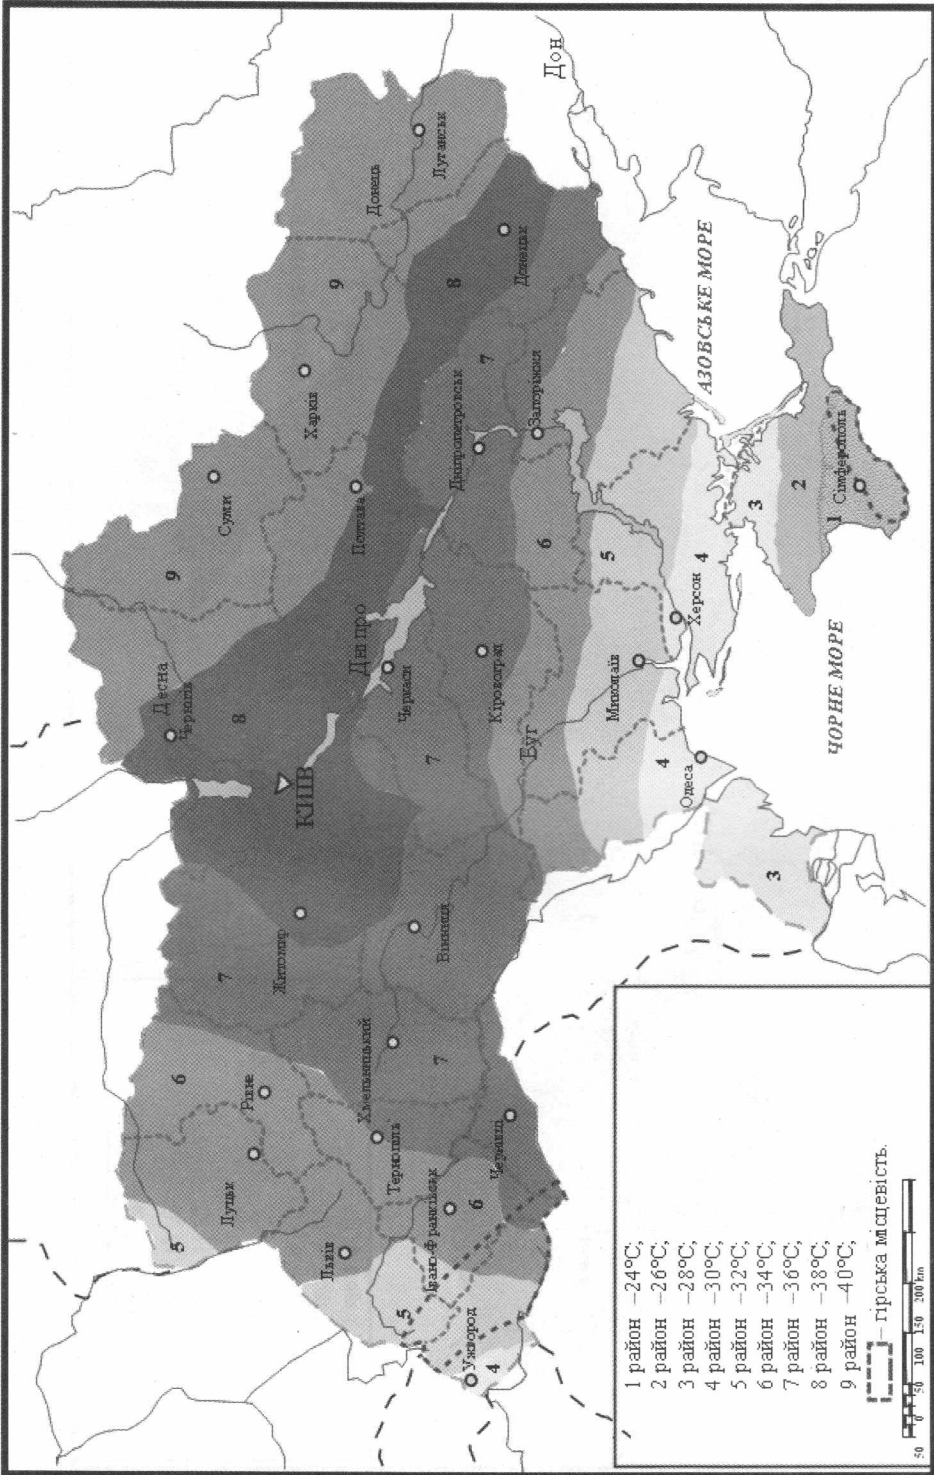 Дон
Луганськ
Донець
9
8
Донецьк
Харків
7
Дніпропетровськ
Запоріжжя
АЗОВСЬКЕ МОРЕ
Суми
9
Полтава
6
5
4
3
2
1
Сімферополь
Десна
Чернігів
8
Дніпро
Черкаси
Кіровоград
Миколаїв
Херсон
ЧОРНЕ МОРЕ
КИЇВ
7
Буг
4
Одеса
3
Житомир
Вінниця
7
6
Рівне
Хмельницький
7
Луцьк
Тернопіль
Чернівці
5
Львів
Івано-Франківськ
6
5
Ужгород
4
1 район –24°C,
2 район –26°C,
3 район –28°C,
4 район –30°C,
5 район –32°C,
6 район –34°C,
7 район –36°C,
8 район –38°C,
9 район –40°C,
– гірська місцевість.
50 0 50 100 150 200 km